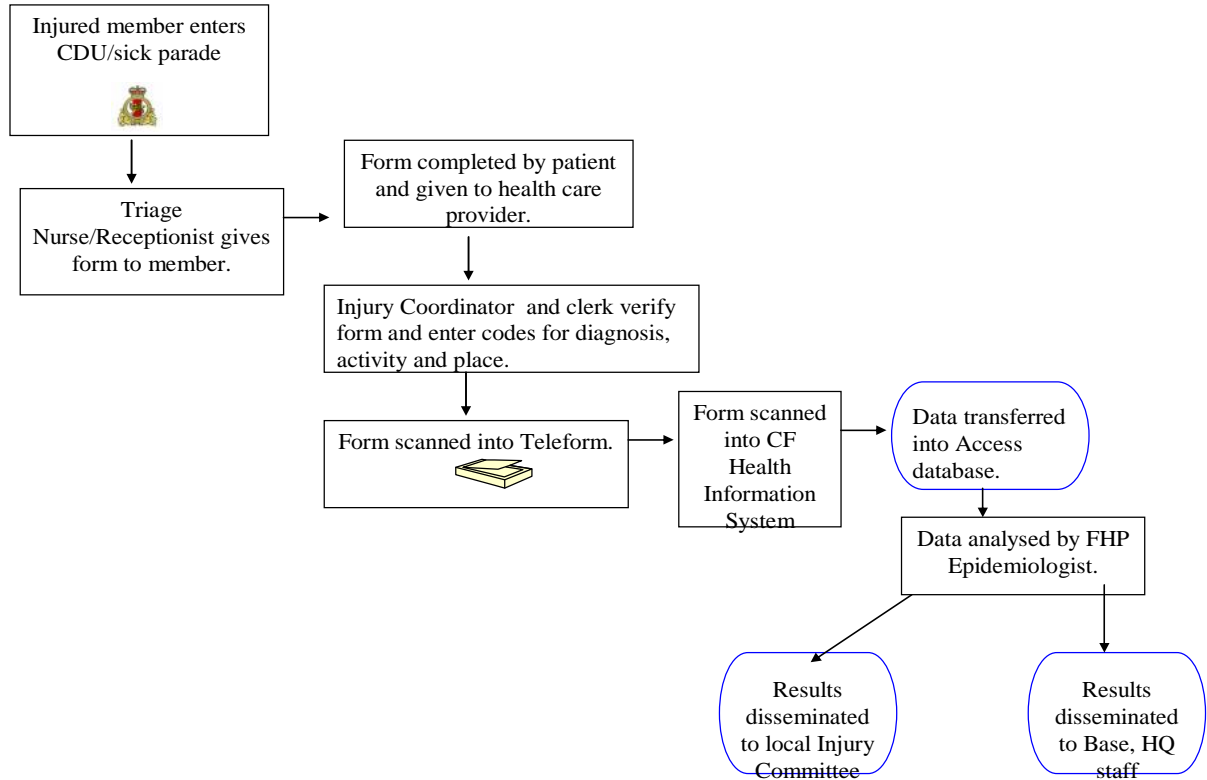 Injured member enters
CDU/sick parade
Triage
Nurse/Receptionist gives
form to member.
Form completed by patient
and given to health care
provider.
Injury Coordinator and clerk verify
form and enter codes for diagnosis,
activity and place.
Form scanned into Teleform.
Form scanned
into CF
Health
Information
System
Data transferred
into Access
database.
Data analysed by FHP
Epidemiologist.
Results
disseminated
to local Injury
Committee
Results
disseminated
to Base, HQ
staff